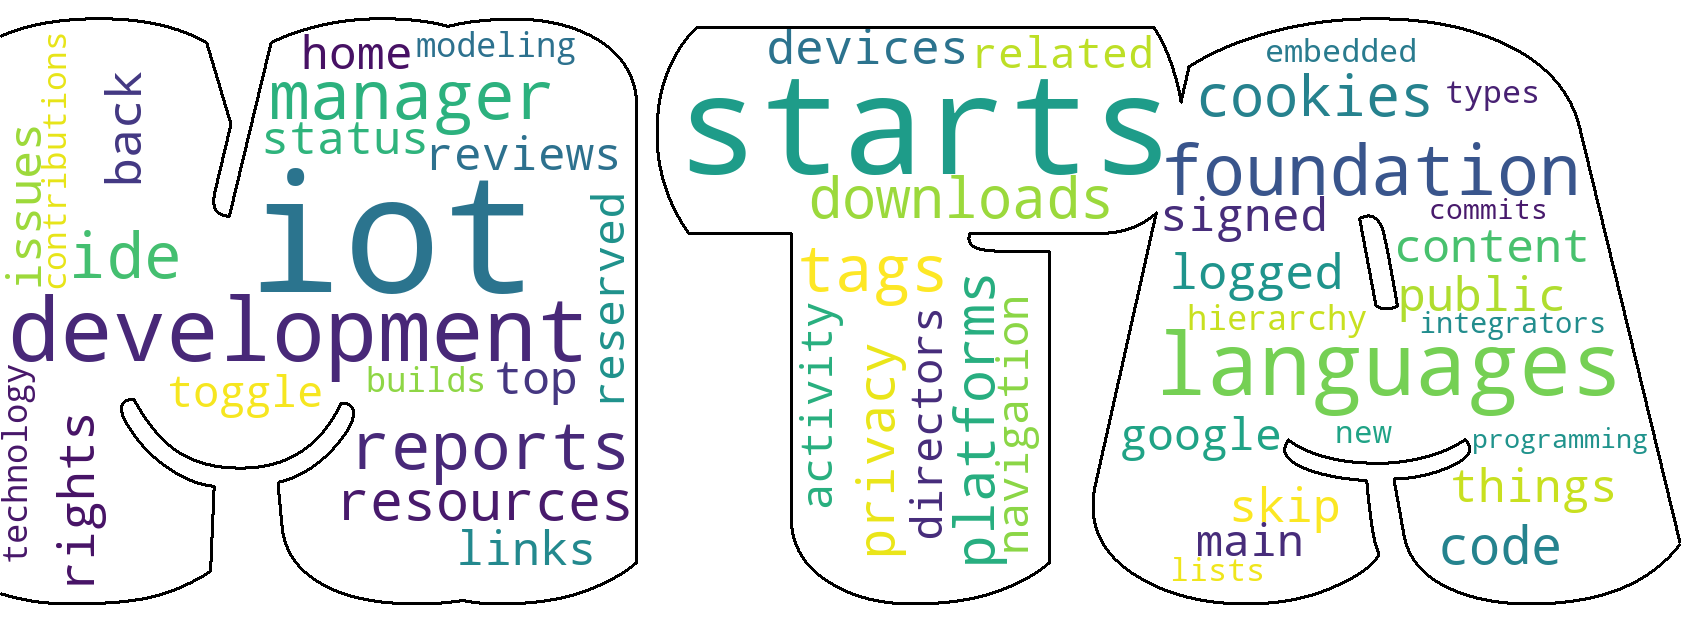 contributions
issues
back
ide
home
modeling
manager
status
reviews
iot
reserved
development
technology
rights
toggle
builds
top
reports
resources
links
devices
related
starts
downloads
tags
activity
privacy
directors
platforms
navigation
embedded
cookies
types
foundation
signed
commits
logged
content
public
hierarchy
integrators
languages
google
new
programming
skip
things
main
lists
code